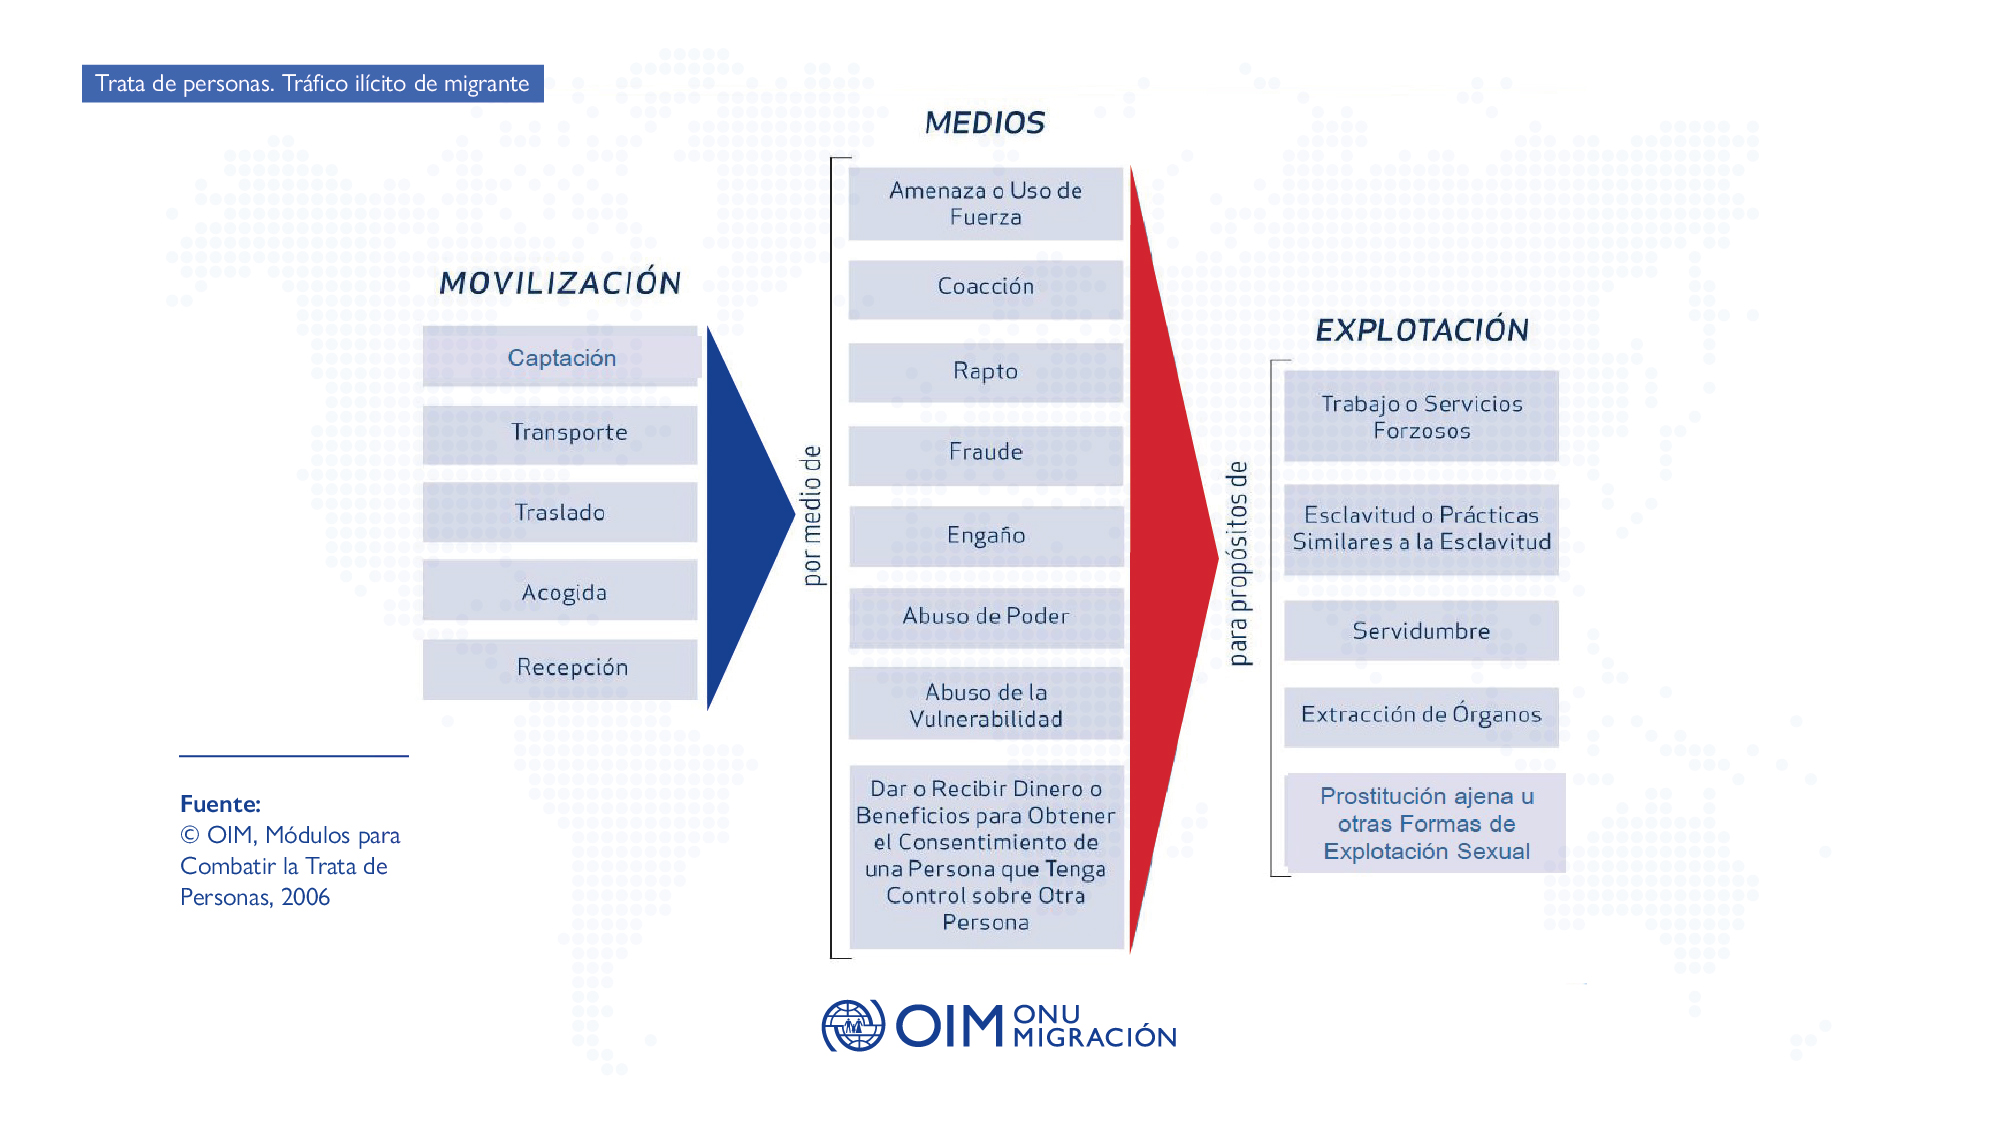 Trata de personas. Tráfico ilícito de migrante
MOVILIZACIÓN
Captación
Transporte
Traslado
Acogida
Recepción
por medio de
MEDIOS
Amenaza o Uso de
Fuerza
Coacción
Rapto
Fraude
Engaño
Abuso de Poder
Abuso de la
Vulnerabilidad
Dar o Recibir Dinero o
Beneficios para Obtener
el Consentimiento de
una Persona que Tenga
Control sobre Otra
Persona
para propósitos de
EXPLOTACIÓN
Trabajo o Servicios
Forzosos
Esclavitud o Prácticas
Similares a la Esclavitud
Servidumbre
Extracción de Órganos
Prostitución ajena u
otras Formas de
Explotación Sexual
Fuente:
© OIM, Módulos para
Combatir la Trata de
Personas, 2006
OIM ONU
MIGRACIÓN